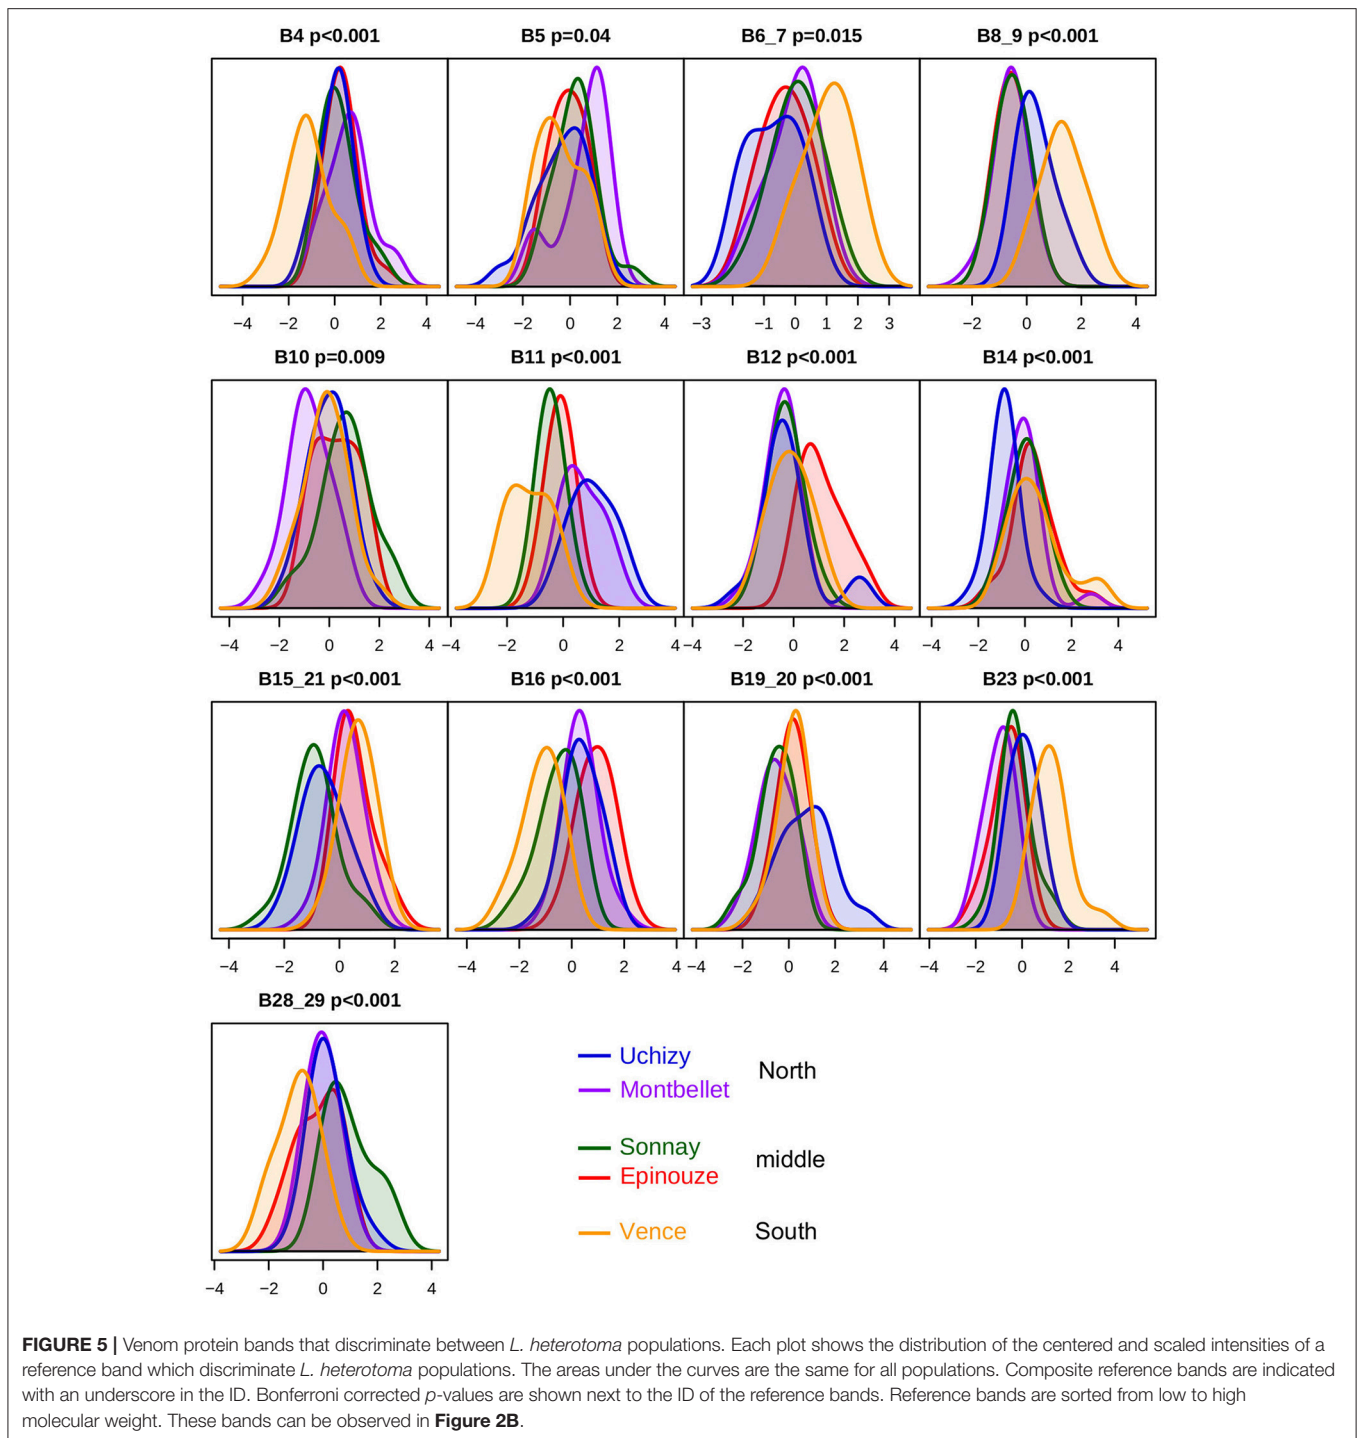 B4 p<0.001 B5 p=0.04 B6_7 p=0.015 B8_9 p<0.001
−4 −2 0 2 4 −4 −2 0 2 4 −3 −1 0 1 2 3 −2 0 2 4
B10 p=0.009 B11 p<0.001 B12 p<0.001 B14 p<0.001
−4 −2 0 2 4 −4 −2 0 2 4 −4 −2 0 2 4 −4 −2 0 2 4
B15_21 p<0.001 B16 p<0.001 B19_20 p<0.001 B23 p<0.001
−4 −2 0 2 −4 −2 0 2 4 −4 −2 0 2 4 −4 −2 0 2 4
B28_29 p<0.001
−4 −2 0 2 4
Uchizy
Montbellet
North
Sonnay
Epinouze
middle
Vence South
FIGURE 5 | Venom protein bands that discriminate between L. heterotoma populations. Each plot shows the distribution of the centered and scaled intensities of a
reference band which discriminate L. heterotoma populations. The areas under the curves are the same for all populations. Composite reference bands are indicated
with an underscore in the ID. Bonferroni corrected p-values are shown next to the ID of the reference bands. Reference bands are sorted from low to high
molecular weight. These bands can be observed in Figure 2B.